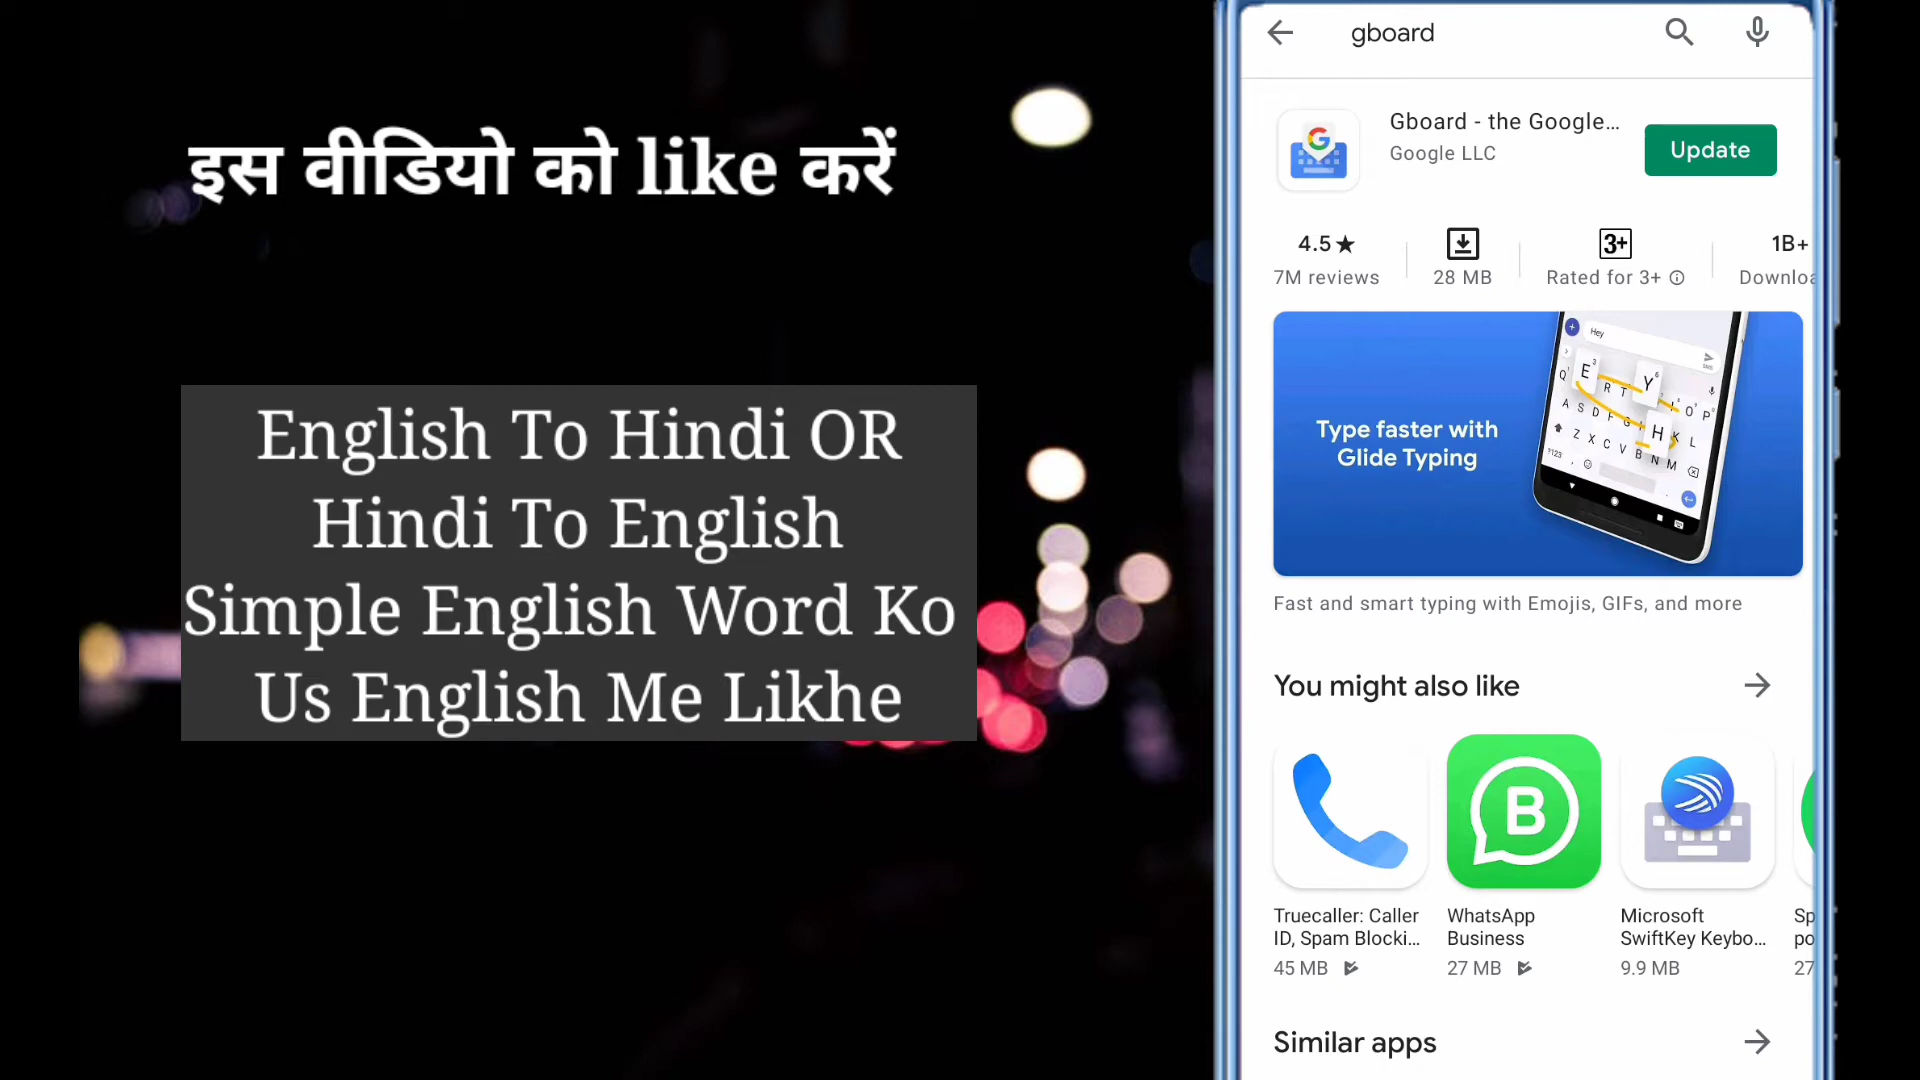 इस वीडियो को like करें
English To Hindi OR
Hindi To English
Simple English Word Ko
Us English Me Likhe
gboard
Gboard - the Google...
Google LLC
Update
4.5★
7M reviews
28 MB
3+
Rated for 3+
1B+
Type faster with
Glide Typing
Hey
Fast and smart typing with Emojis, GIFs, and more
You might also like
Truecaller: Caller
ID, Spam Blocki...
45 MB
WhatsApp
Business
27 MB
Microsoft
SwiftKey Keybo...
9.9 MB
Similar apps